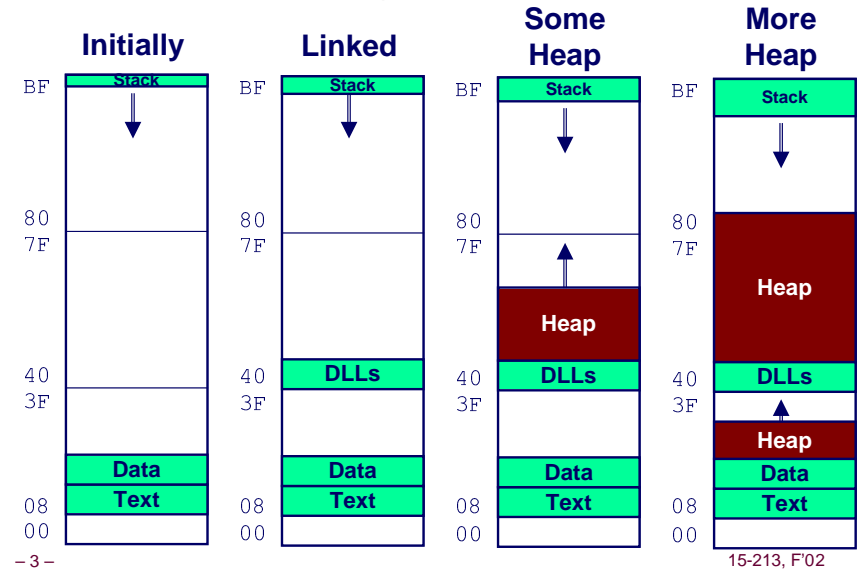 Initially
Linked
Some
Heap
More
Heap
BF
Stack
80
7F
40
3F
Data
Text
08
00
BF
Stack
80
7F
40
DLLs
3F
Data
Text
08
00
BF
Stack
80
7F
Heap
40
DLLs
3F
Data
Text
08
00
BF
Stack
80
7F
Heap
40
DLLs
3F
Heap
Data
Text
08
00
– 3 –
15-213, F'02